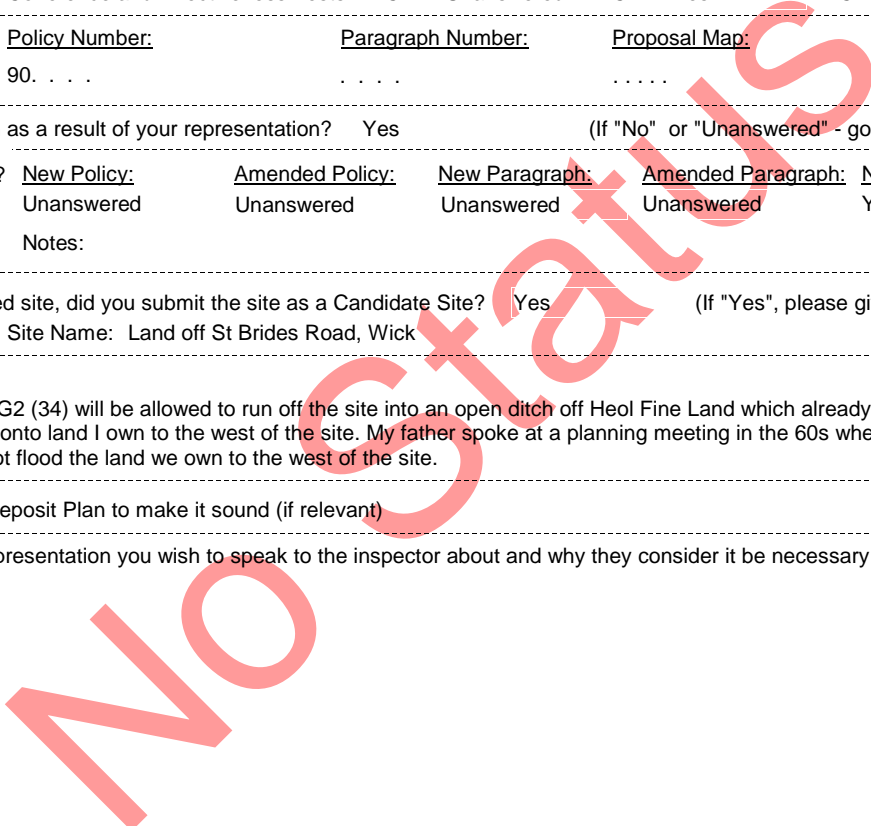 Policy Number: Paragraph Number: Proposal Map:
90. . . . . . . . . . . . .
as a result of your representation? Yes (If "No" or "Unanswered" - go
? New Policy: Amended Policy: New Paragraph: Amended Paragraph: N
Unanswered Unanswered Unanswered Unanswered Y
Notes:
ed site, did you submit the site as a Candidate Site? Yes (If "Yes", please gi
Site Name: Land off St Brides Road, Wick
G2 (34) will be allowed to run off the site into an open ditch off Heol Fine Land which already
onto land I own to the west of the site. My father spoke at a planning meeting in the 60s whe
ot flood the land we own to the west of the site.
eposit Plan to make it sound (if relevant)
presentation you wish to speak to the inspector about and why they consider it be necessary
No Status